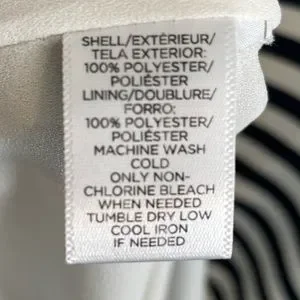 SHELL/EXTÉRIEUR/
TELA EXTERIOR:
100% POLYESTER/
POLIÉSTER
LINING/DOUBLURE/
FORRO:
100% POLYESTER/
POLIÉSTER
MACHINE WASH
COLD
ONLY NON-
CHLORINE BLEACH
WHEN NEEDED
TUMBLE DRY LOW
COOL IRON
IF NEEDED